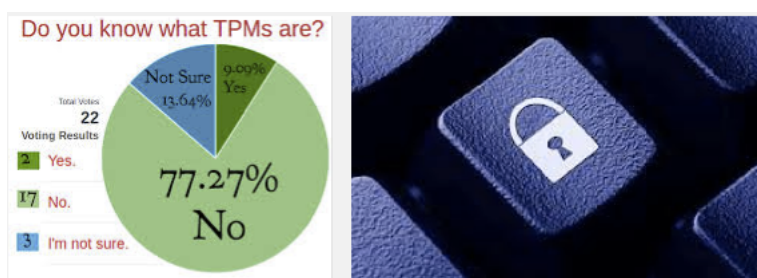 Do you know what TPMs are?
Not Sure
13.64%
9.09%
Yes
Total Votes
22
Voting Results
2 Yes.
17 No.
3 I'm not sure.
77.27%
No